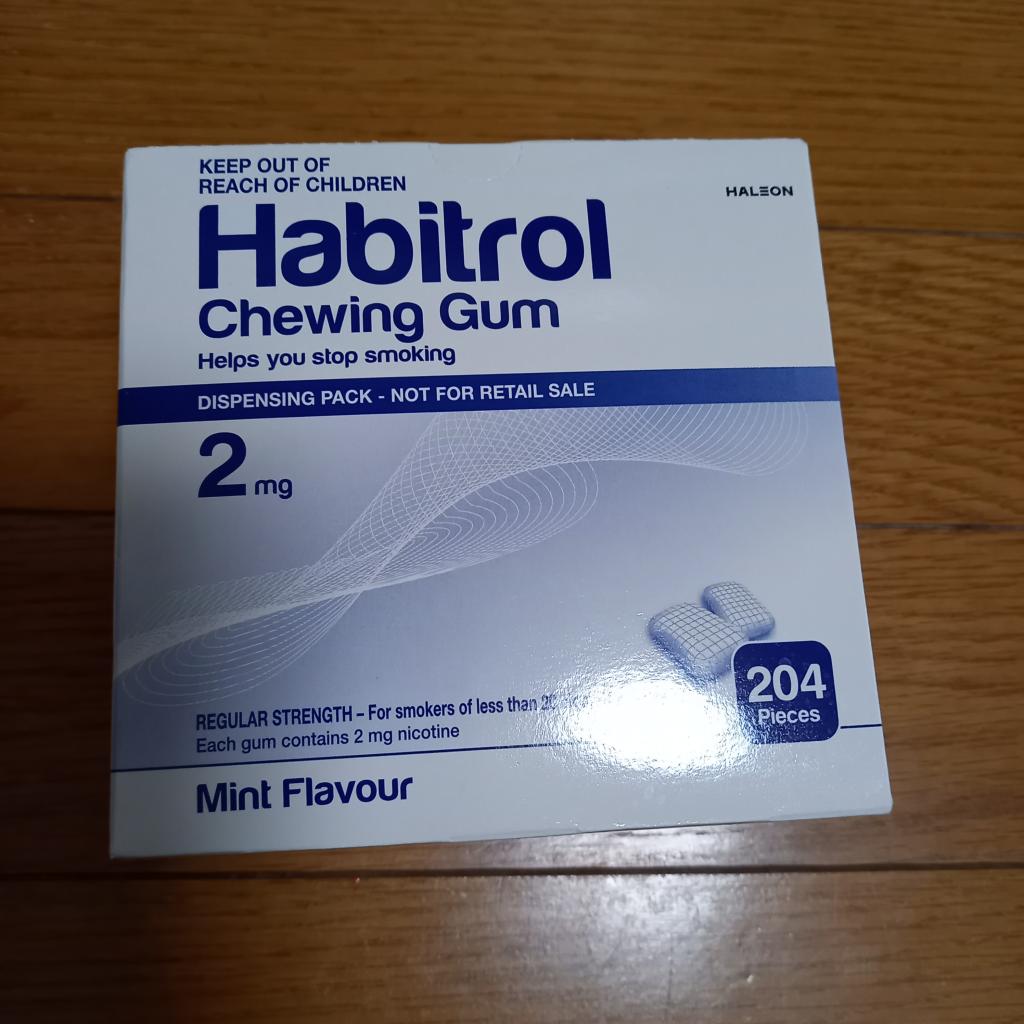 KEEP OUT OF
REACH OF CHILDREN
HALEON
Habitrol
Chewing Gum
Helps you stop smoking
DISPENSING PACK - NOT FOR RETAIL SALE
2 mg
204
Pieces
REGULAR STRENGTH – For smokers of less than
Each gum contains 2 mg nicotine
Mint Flavour